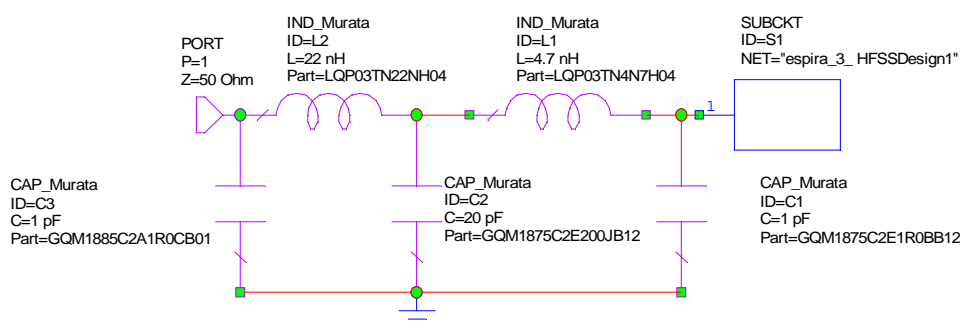 IND_Murata
ID=L2
L=22 nH
Part=LQP03TN22NH04
IND_Murata
ID=L1
L=4.7 nH
Part=LQP03TN4N7H04
SUBCKT
ID=S1
NET="espira_3_ HFSSDesign1"
PORT
P=1
Z=50 Ohm
1
CAP_Murata
ID=C3
C=1 pF
Part=GQM1885C2A1R0CB01
CAP_Murata
ID=C2
C=20 pF
Part=GQM1875C2E200JB12
CAP_Murata
ID=C1
C=1 pF
Part=GQM1875C2E1R0BB12